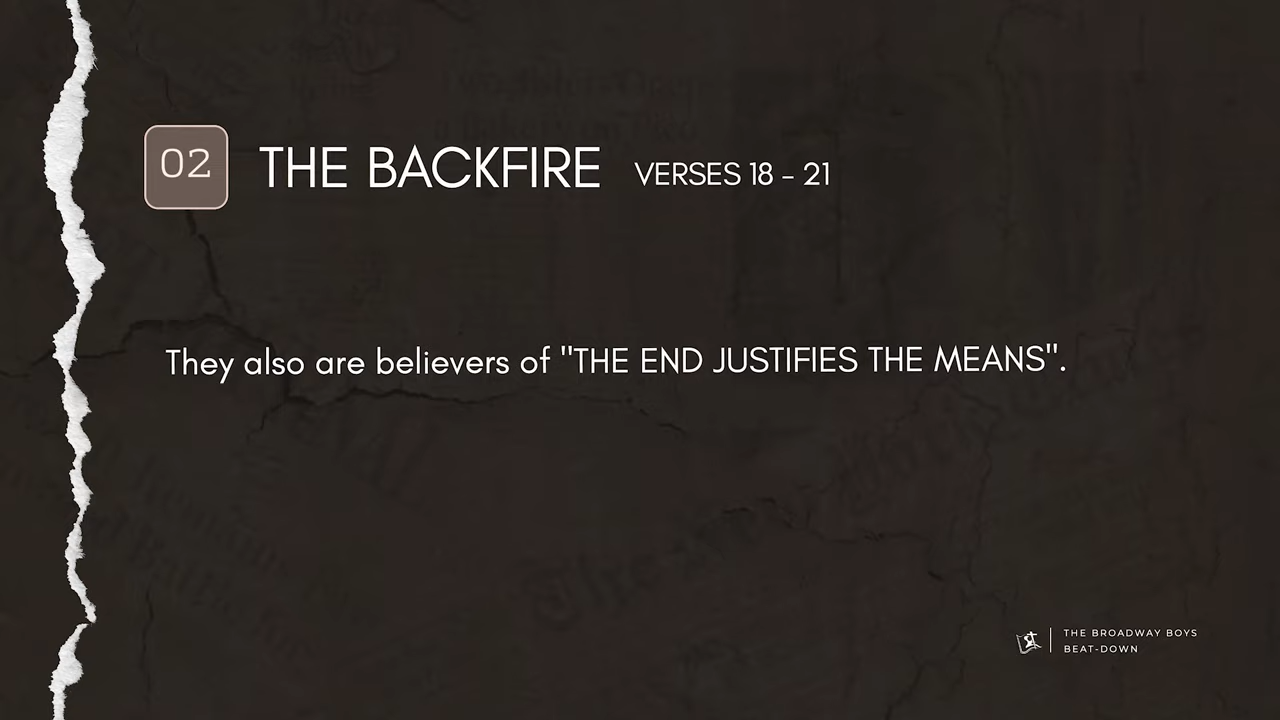 02
THE BACKFIRE VERSES 18 - 21
They also are believers of "THE END JUSTIFIES THE MEANS".
THE BROADWAY BOYS
BEAT-DOWN